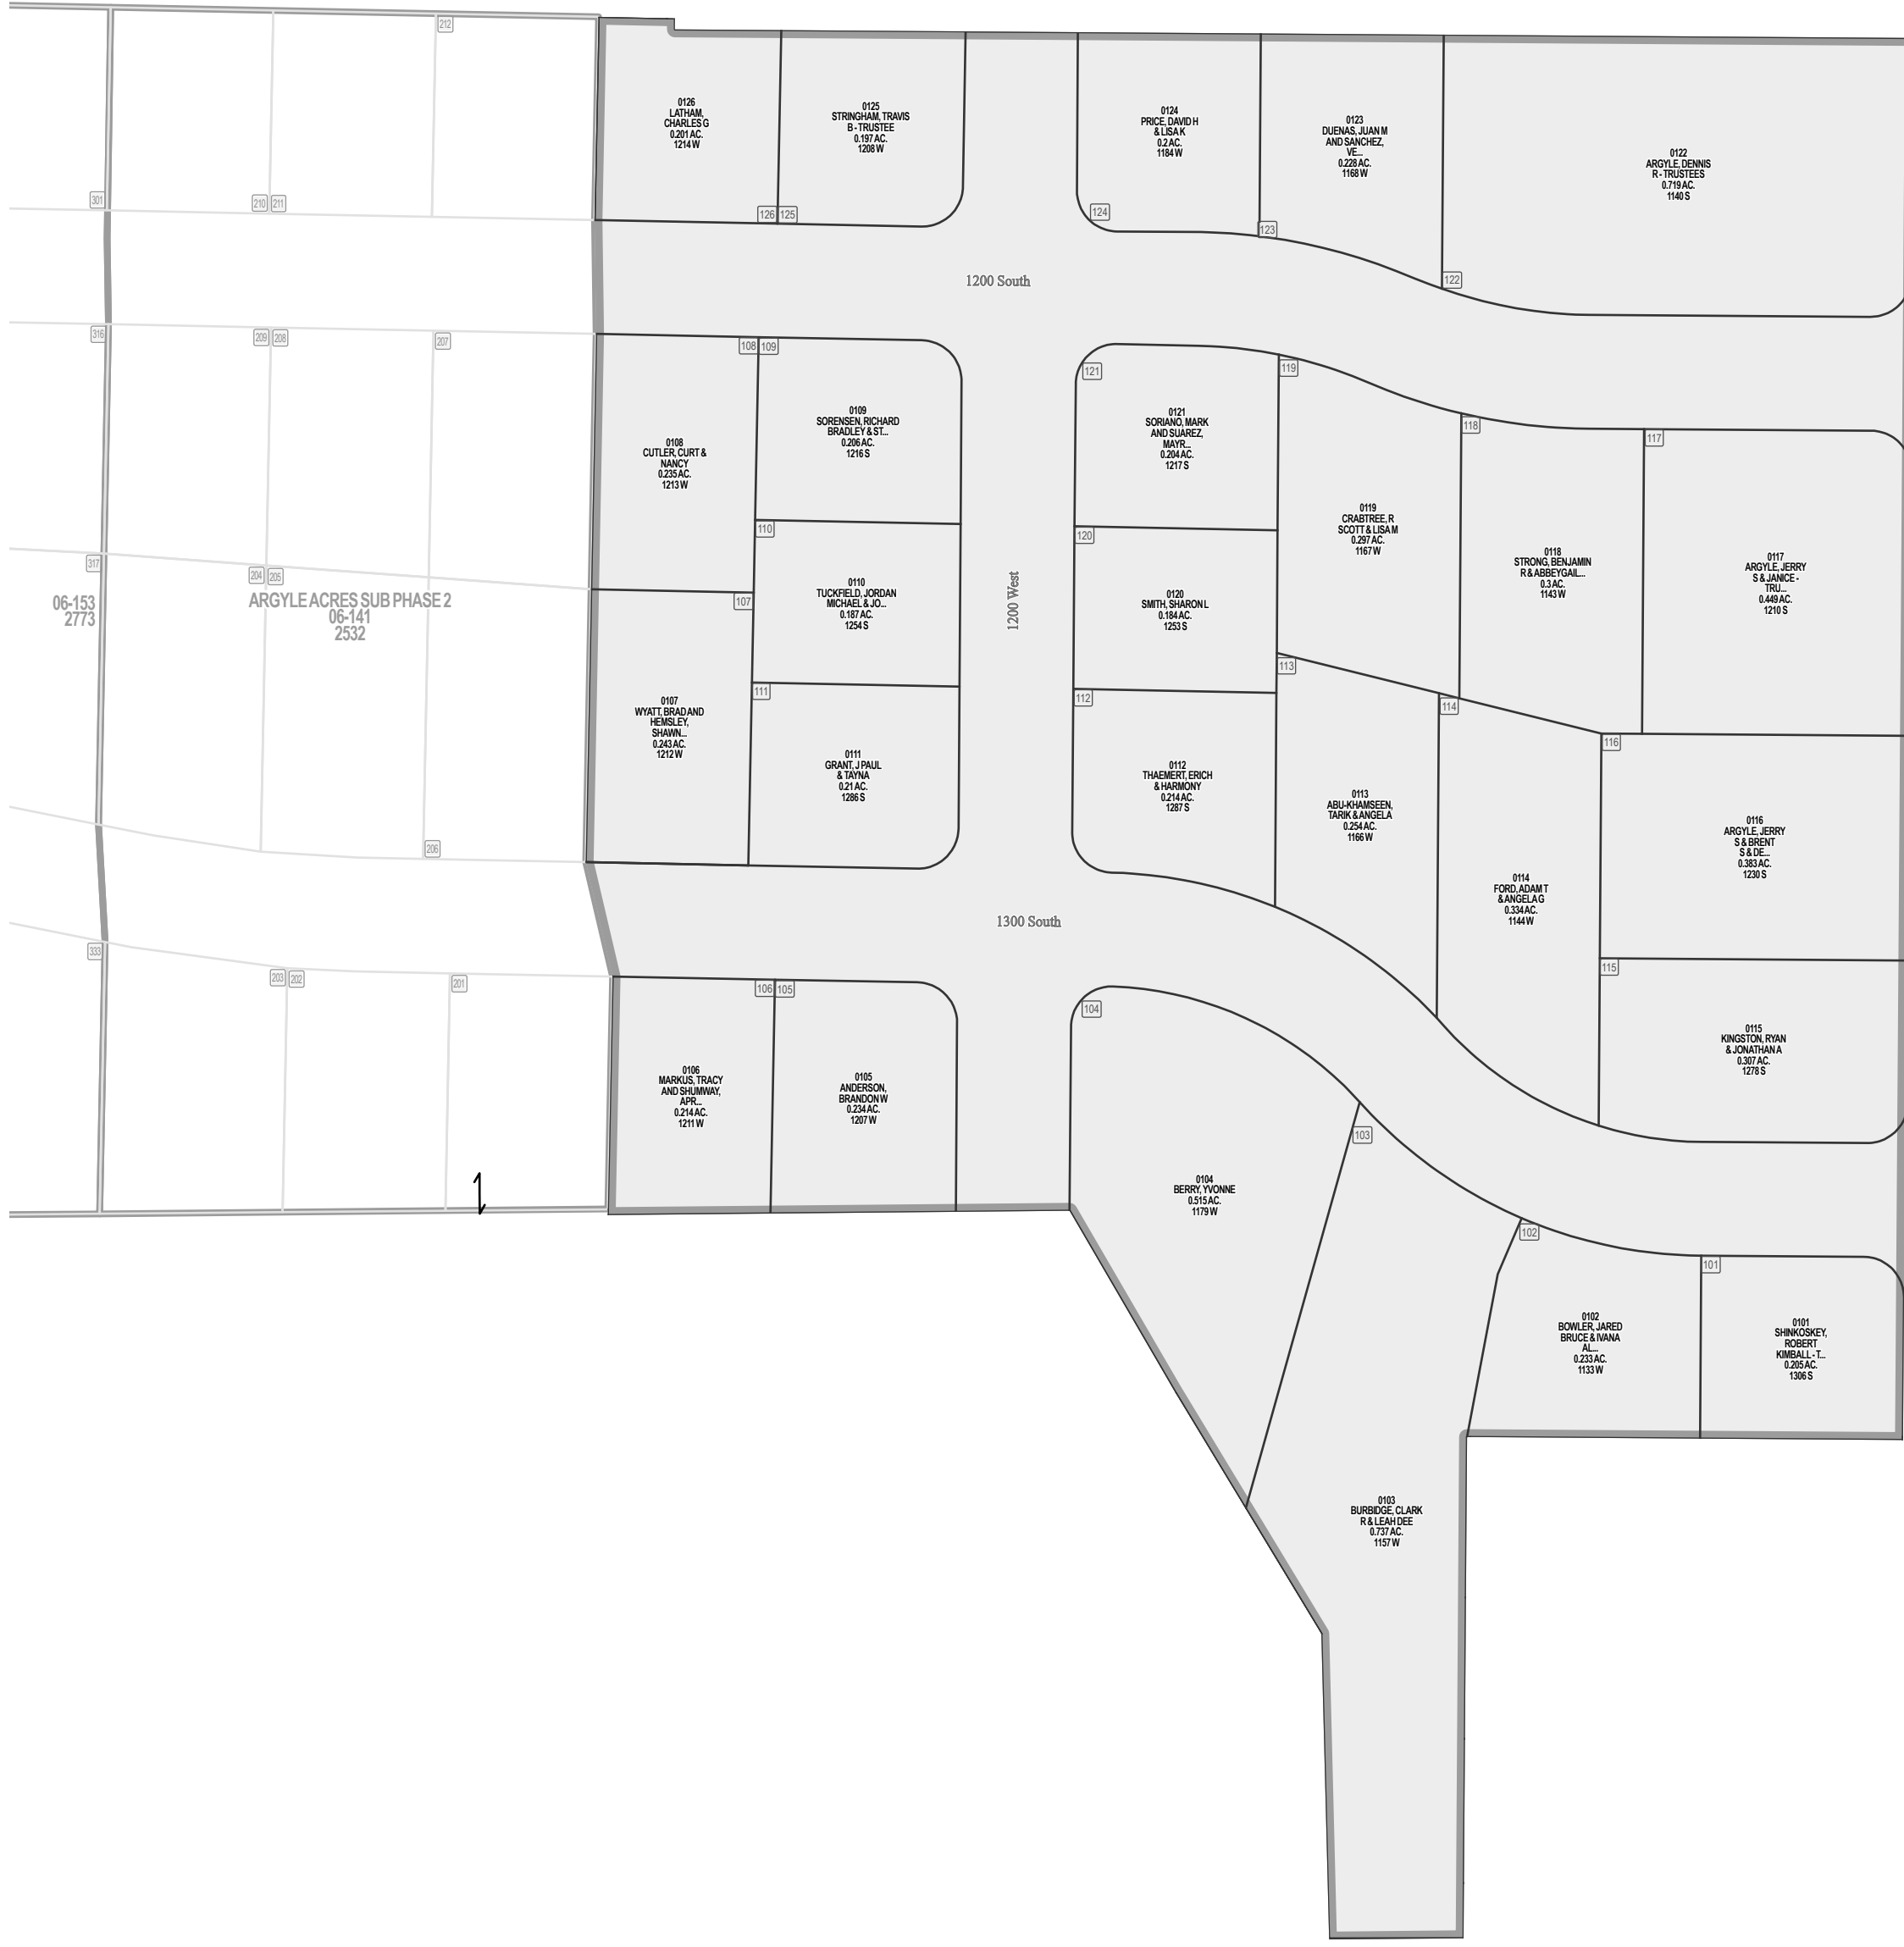 212
0126
LATHAM,
CHARLES G
0.201 AC.
1214 W
0125
STRINGHAM, TRAVIS
B - TRUSTEE
0.197 AC.
1208 W
0124
PRICE, DAVID H
& LISA K
0.2 AC.
1184 W
0123
DUENAS, JUAN M
AND SANCHEZ,
VE...
0.228 AC.
1168 W
0122
ARGYLE, DENNIS
R - TRUSTEES
0.719 AC.
1140 S
301
210 211
126 125
124
123
122
1200 South
316
209 208
207
108 109
121
119
118
117
0108
CUTLER, CURT &
NANCY
0.235 AC.
1213 W
0109
SORENSEN, RICHARD
BRADLEY & ST...
0.206 AC.
1216 S
0121
SORIANO, MARK
AND SUAREZ,
MAYR...
0.204 AC.
1217 S
0119
CRABTREE, R
SCOTT & LISA M
0.297 AC.
1167 W
0118
STRONG, BENJAMIN
R & ABBEYGAIL...
0.3 AC.
1143 W
0117
ARGYLE, JERRY
S & JANICE -
TRU...
0.449 AC.
1210 S
110
120
317
204 205
06-153
2773
ARGYLE ACRES SUB PHASE 2
06-141
2532
107
0110
TUCKFIELD, JORDAN
MICHAEL & JO...
0.187 AC.
1254 S
1200 West
0120
SMITH, SHARON L
0.184 AC.
1253 S
113
111
112
114
116
0107
WYATT, BRAD AND
HEMSLEY,
SHAWN...
0.243 AC.
1212 W
0111
GRANT, J PAUL
& TAYNA
0.21 AC.
1286 S
0112
THAEMERT, ERICH
& HARMONY
0.214 AC.
1287 S
0113
ABU-KHAMSEEN,
TARIK & ANGELA
0.254 AC.
1166 W
0116
ARGYLE, JERRY
S & BRENT
S & DE...
0.383 AC.
1230 S
206
0114
FORD, ADAM T
& ANGELA G
0.334 AC.
1144 W
1300 South
333
203 202
201
106 105
104
115
0106
MARKUS, TRACY
AND SHUMWAY,
APR...
0.214 AC.
1211 W
0105
ANDERSON,
BRANDON W
0.234 AC.
1207 W
0115
KINGSTON, RYAN
& JONATHAN A
0.307 AC.
1278 S
103
0104
BERRY, YVONNE
0.515 AC.
1179 W
102
101
0102
BOWLER, JARED
BRUCE & IVANA
AL...
0.233 AC.
1133 W
0101
SHINKOSKEY,
ROBERT
KIMBALL - T...
0.205 AC.
1306 S
0103
BURBIDGE, CLARK
R & LEAH DEE
0.737 AC.
1157 W